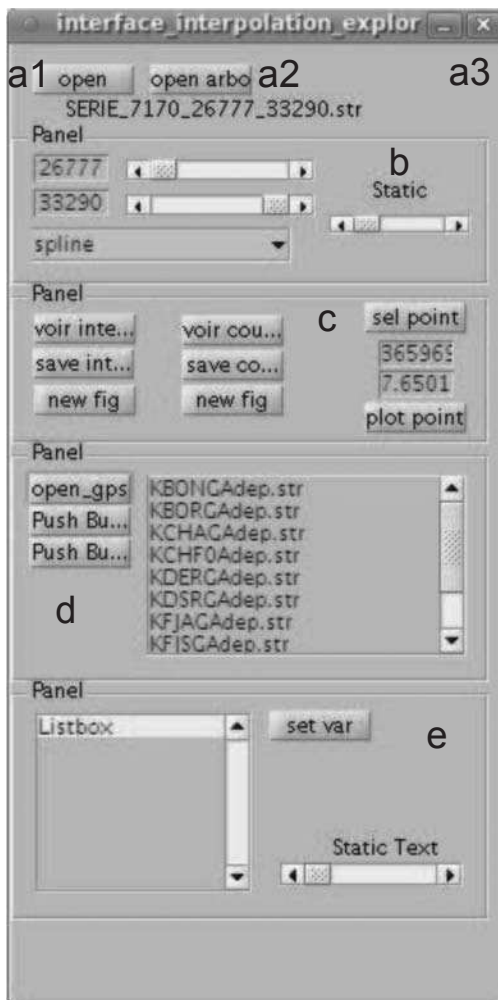 interface_interpolation_explor
a1 open open arbo a2 a3
SERIE_7170_26777_33290.str
Panel
26777 b
33290 Static
spline
Panel
voir inte... voir cou... c sel point
save int... save co... 365969
new fig new fig 7.6501
plot point
Panel
open_gps KBONGAdep.str
Push Bu... KBORGAdep.str
Push Bu... KCHAGAdep.str
KCHF0Adep.str
KDERGAdep.str
d KDSRGAdep.str
KFJAGAdep.str
KFISGAdep.str
Panel
Listbox set var e
Static Text